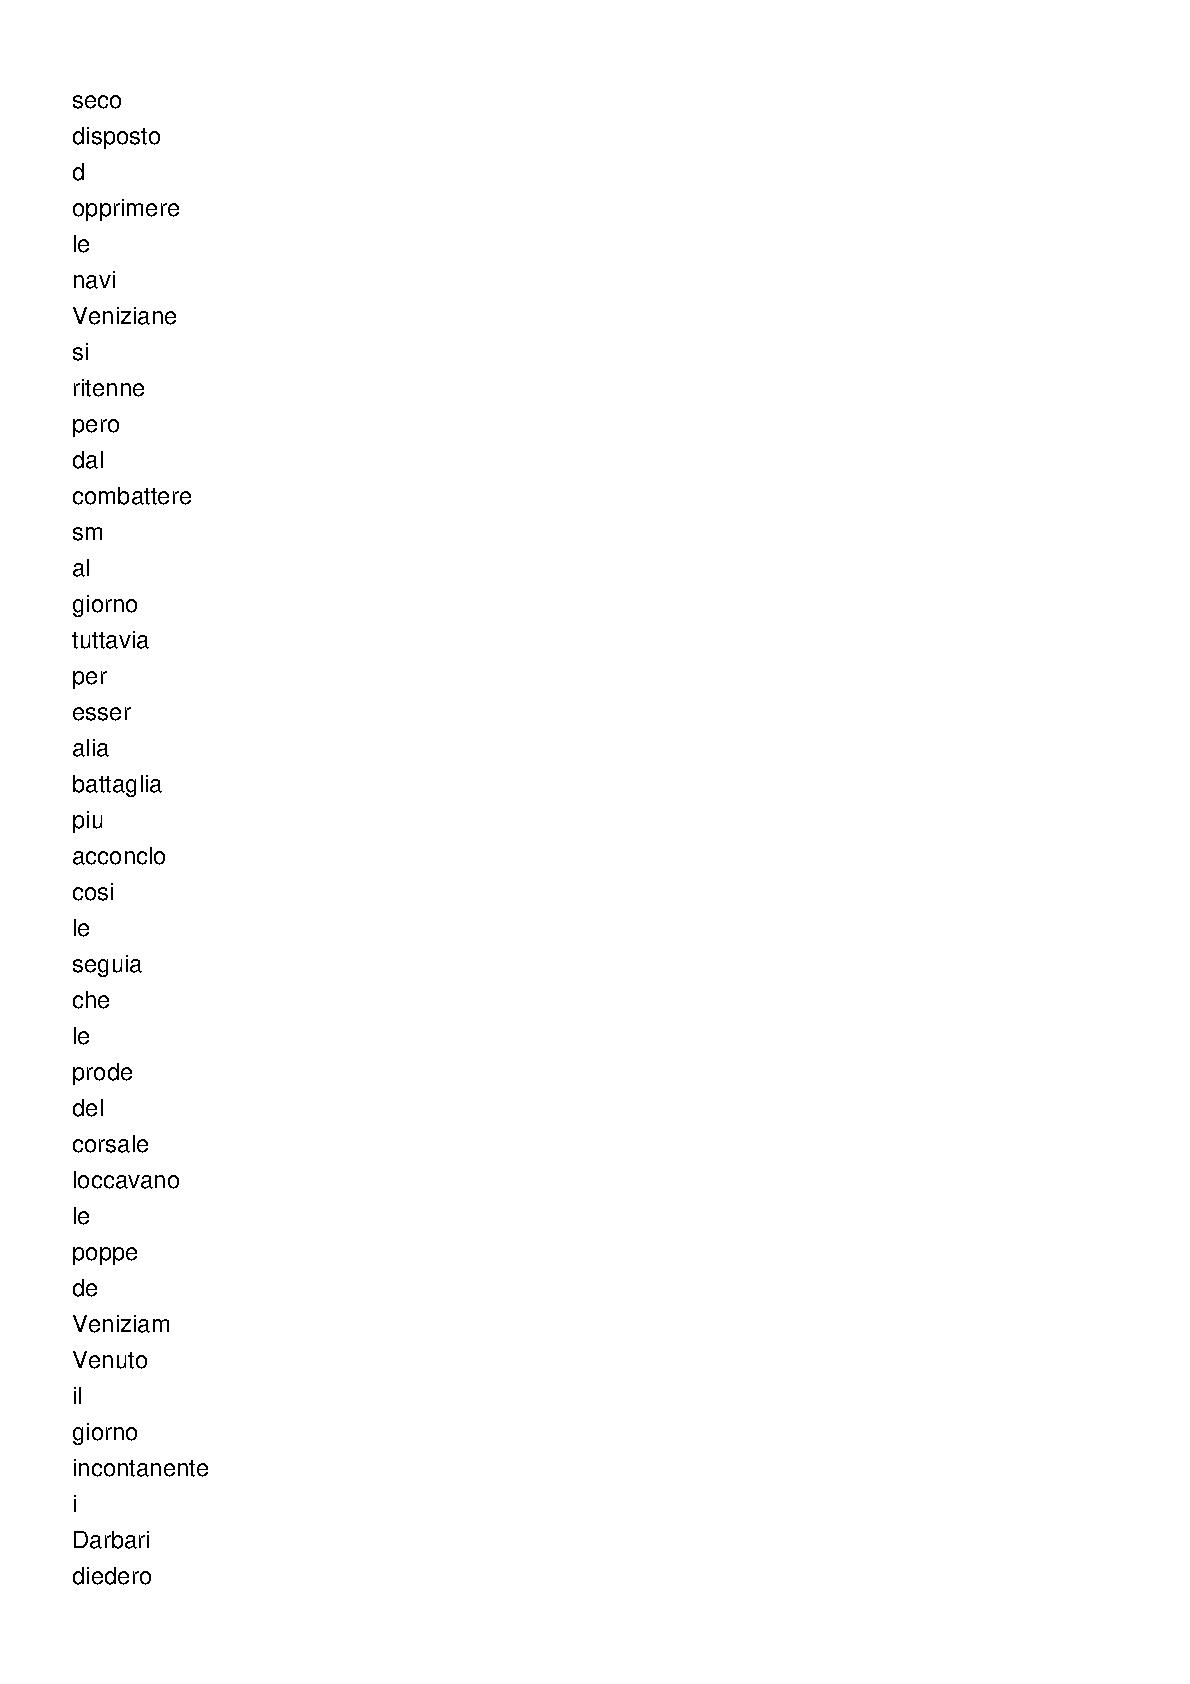 seco
disposto
d
opprimere
le
navi
Veniziane
si
ritenne
pero
dal
combattere
sm
al
giorno
tuttavia
per
esser
alia
battaglia
piu
acconclo
cosi
le
seguia
che
le
prode
del
corsale
loccavano
le
poppe
de
Veniziam
Venuto
il
giorno
incontanente
i
Darbari
diedero